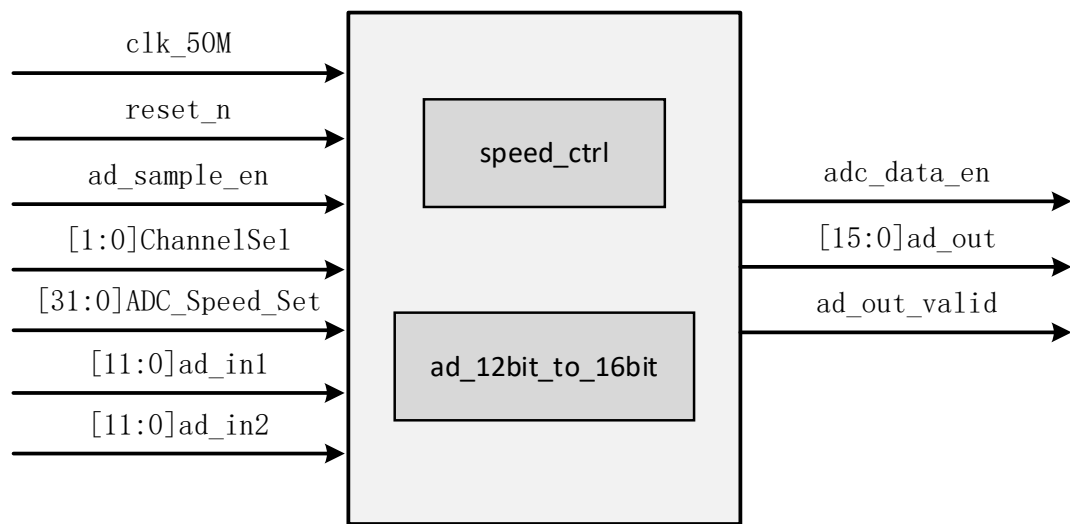 clk_50M
reset_n
ad_sample_en
[1:0]ChannelSel
[31:0]ADC_Speed_Set
[11:0]ad_in1
[11:0]ad_in2
speed_ctrl
ad_12bit_to_16bit
adc_data_en
[15:0]ad_out
ad_out_valid